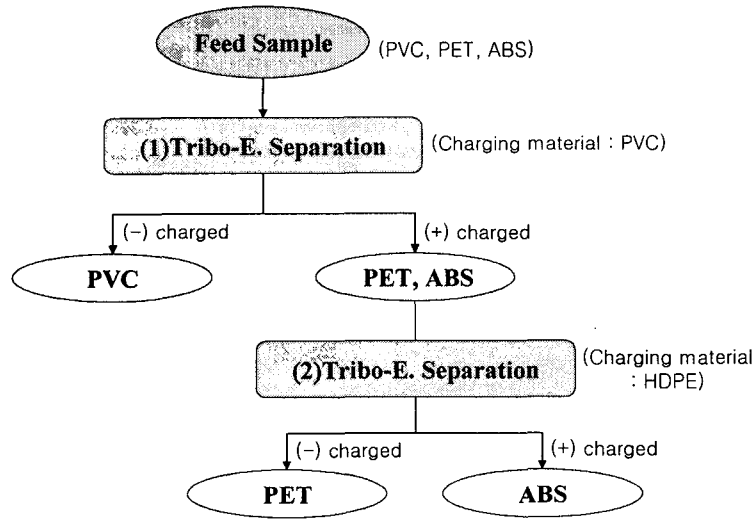 Feed Sample
(PVC, PET, ABS)
(1)Tribo-E. Separation
(Charging material : PVC)
(-) charged
(+) charged
PVC
PET, ABS
(2)Tribo-E. Separation
(Charging material
: HDPE)
(-) charged
(+) charged
PET
ABS